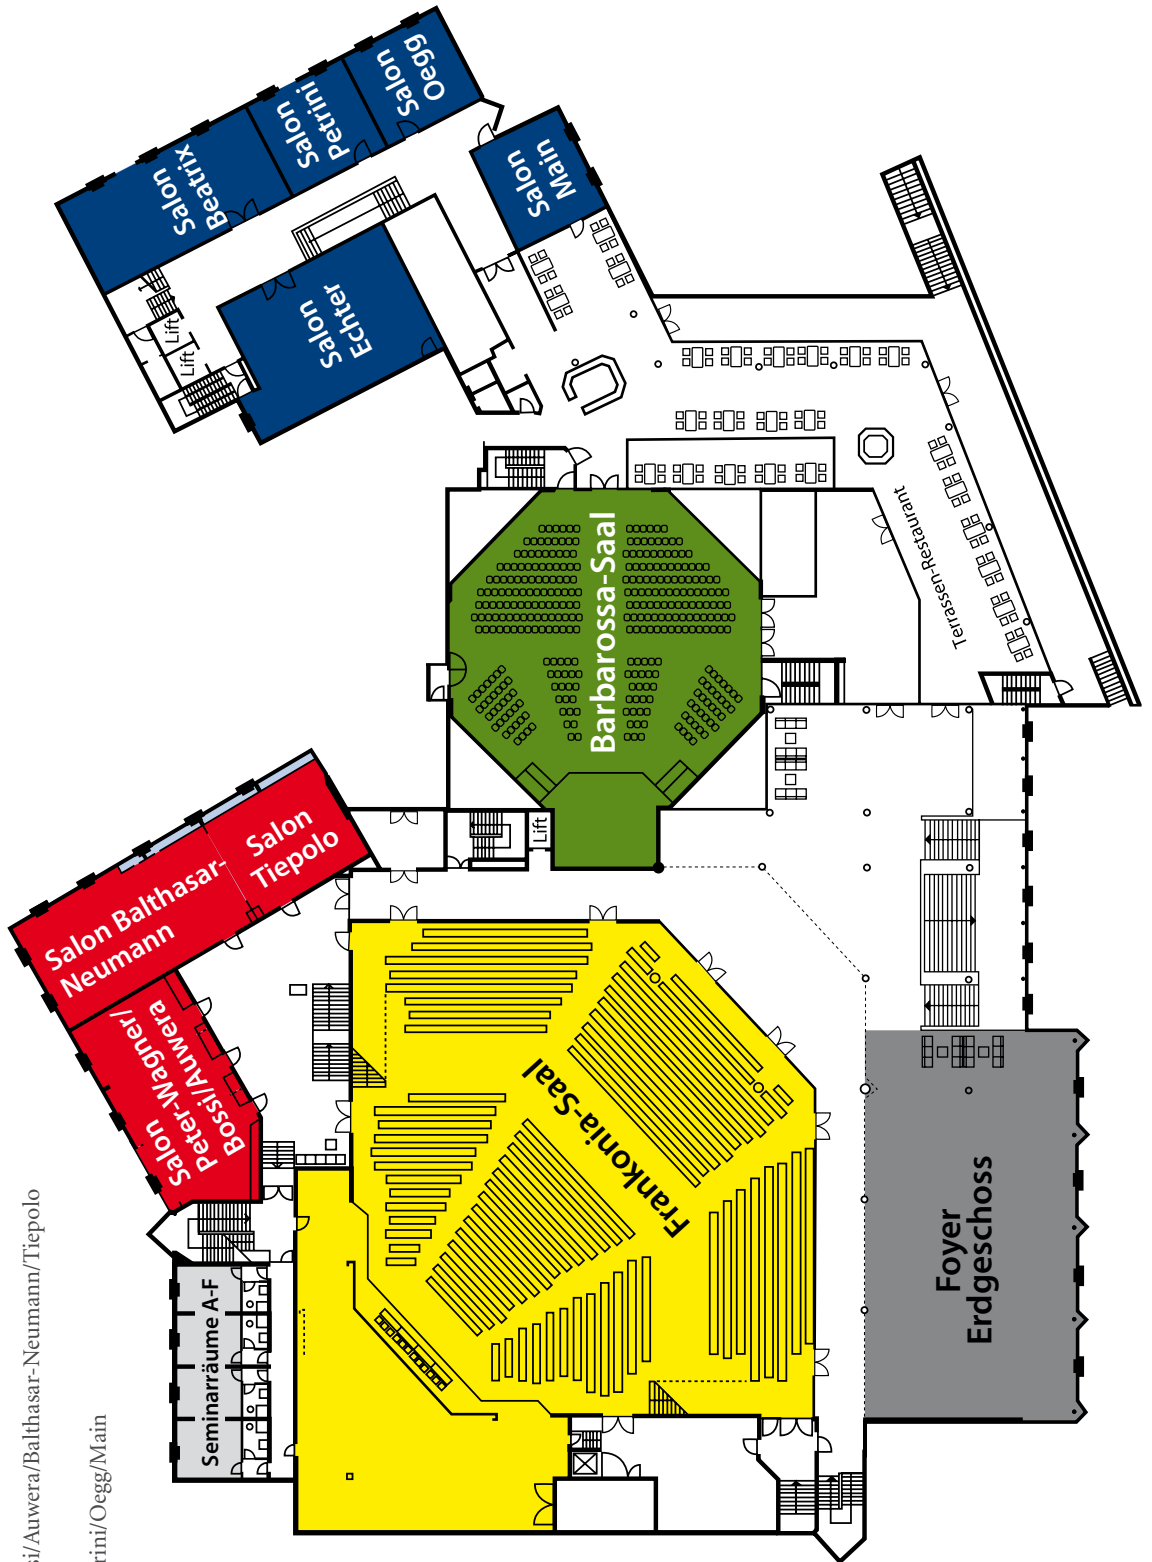 Salon
Oegg
Salon
Petrini
Salon
Beatrix
Salon
Main
Salon
Echter
Lift
Lift
Barbarossa-Saal
Terrassen-Restaurant
Lift
Salon
Tiepolo
Salon Balthasar-
Neumann
Salon
Peter-Wagner/
Bossi/Auwera
Frankonia-Saal
Foyer
Erdgeschoss
Seminarräume A-F
si/Auwera/Balthasar-Neumann/Tiepolo
rini/Oegg/Main